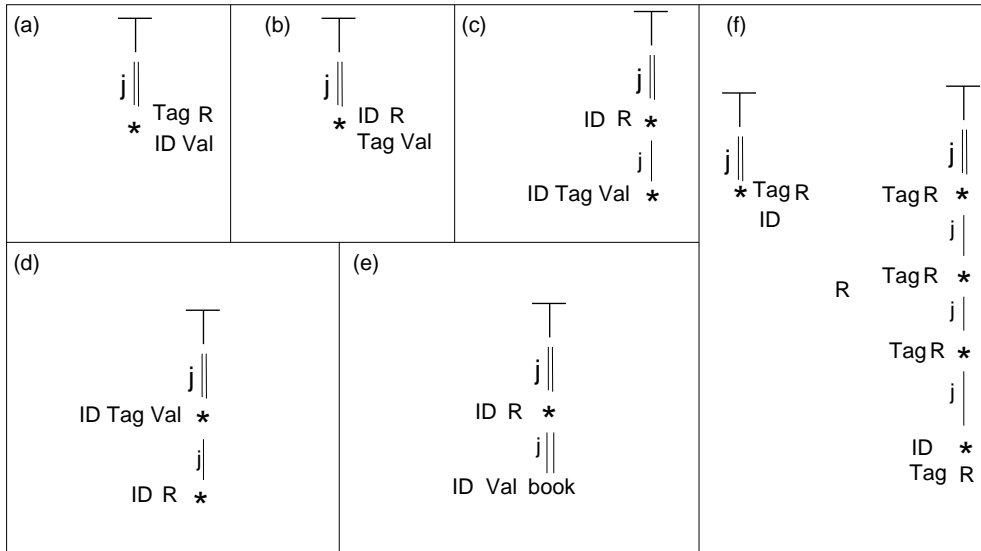 (a)
j
Tag R
* ID Val
(b)
j
ID R
* Tag Val
(c)
j
ID R *
j
ID Tag Val *
(d)
j
ID Tag Val *
j
ID R *
(e)
j
ID R *
j
ID Val book
(f)
j
* Tag R
ID
R
j
Tag R *
j
Tag R *
j
Tag R *
j
ID *
Tag R